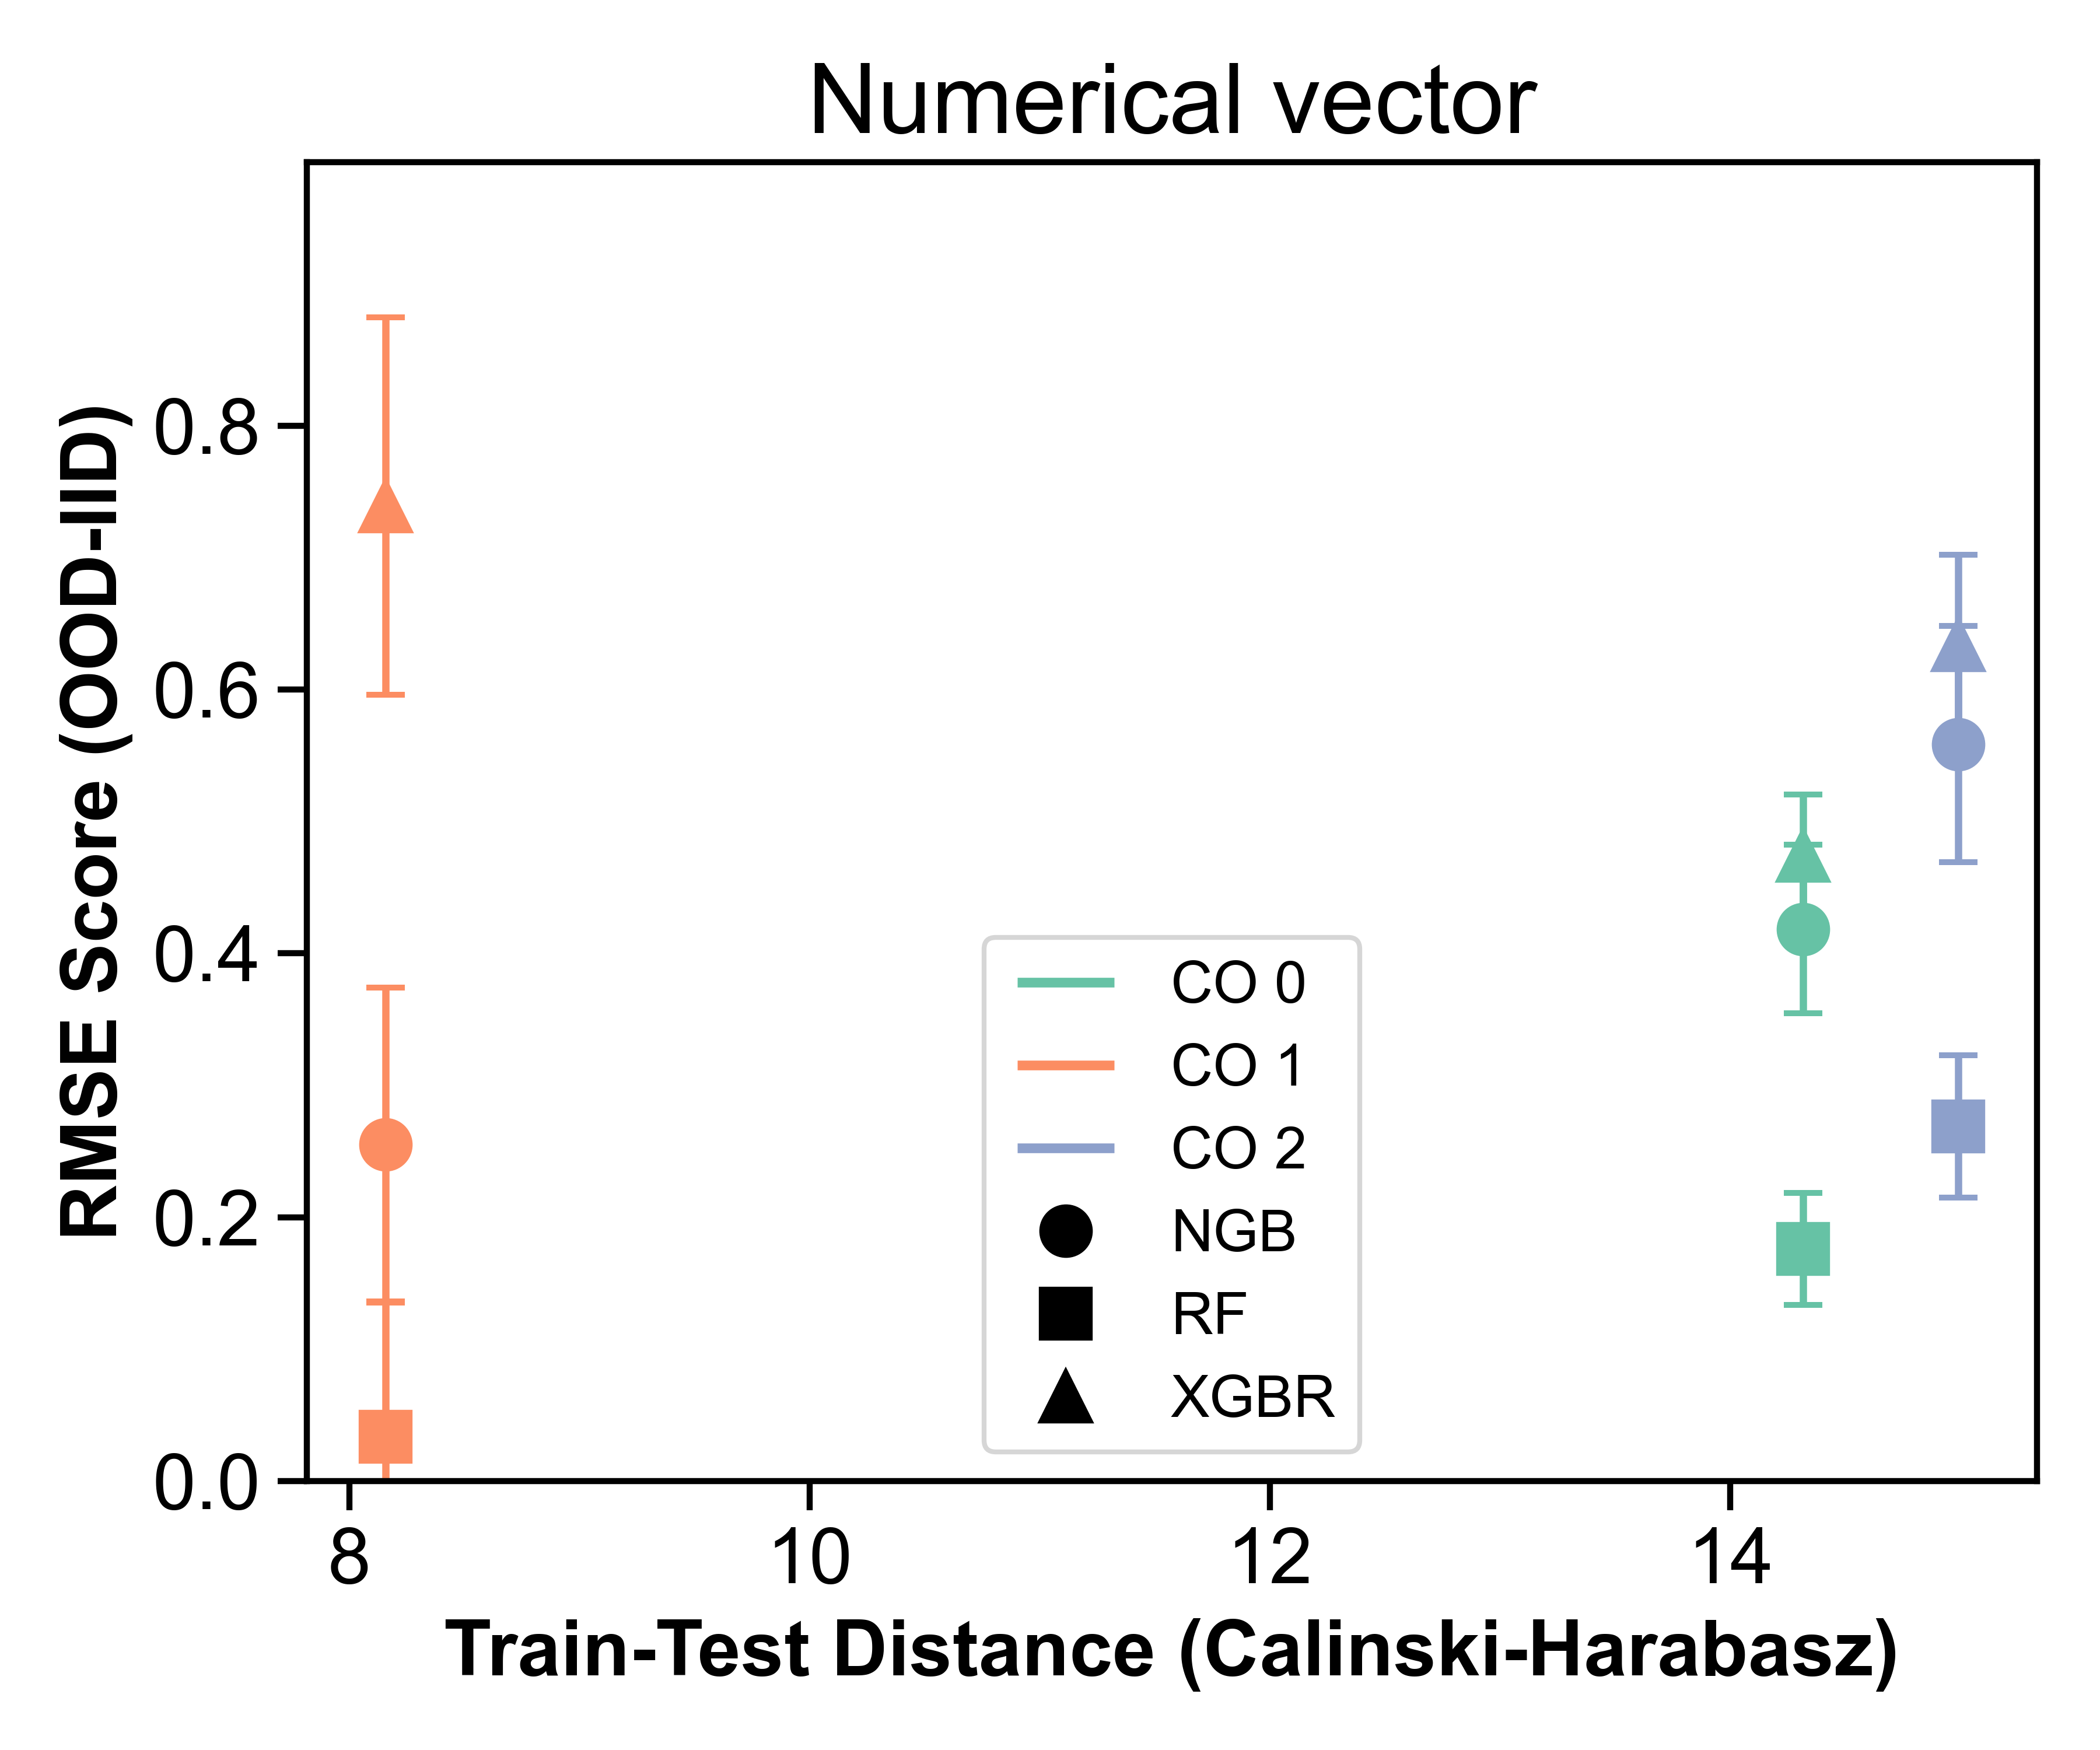 Numerical vector
RMSE Score (OOD-IID)
0.8
0.6
0.4
0.2
0.0
CO 0
CO 1
CO 2
NGB
RF
XGBR
8 10 12 14
Train-Test Distance (Calinski-Harabasz)